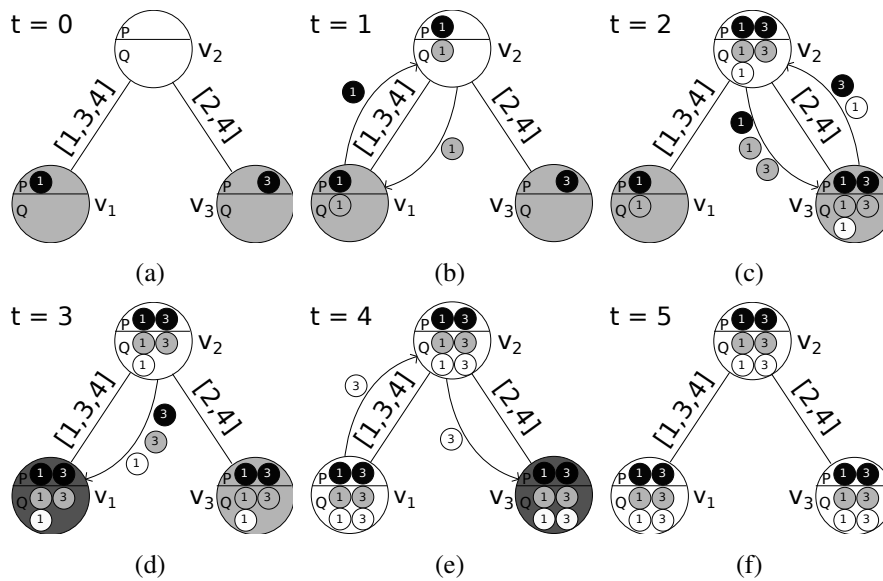 t = 0
P
Q
v2
[1,3,4]
[2,4]
P 1
Q
v1
P 3
Q
v3
(a)
t = 1
P 1
Q 1
v2
1
[1,3,4]
[2,4]
1
P 1
Q 1
v1
P 3
Q
v3
(b)
t = 2
P 1 3
Q 1 3
1
v2
[1,3,4]
[2,4]
3
1
1
1
3
P 1
Q 1
v1
P 1 3
Q 1 3
1
v3
(c)
t = 3
P 1 3
Q 1 3
1
v2
[1,3,4]
[2,4]
3
3
1
P 1 3
Q 1 3
1
v1
P 1 3
Q 1 3
1
v3
(d)
t = 4
P 1 3
Q 1 3
1 3
v2
3
[1,3,4]
[2,4]
3
P 1 3
Q 1 3
1 3
v1
P 1 3
Q 1 3
1 3
v3
(e)
t = 5
P 1 3
Q 1 3
1 3
v2
[1,3,4]
[2,4]
P 1 3
Q 1 3
1 3
v1
P 1 3
Q 1 3
1 3
v3
(f)